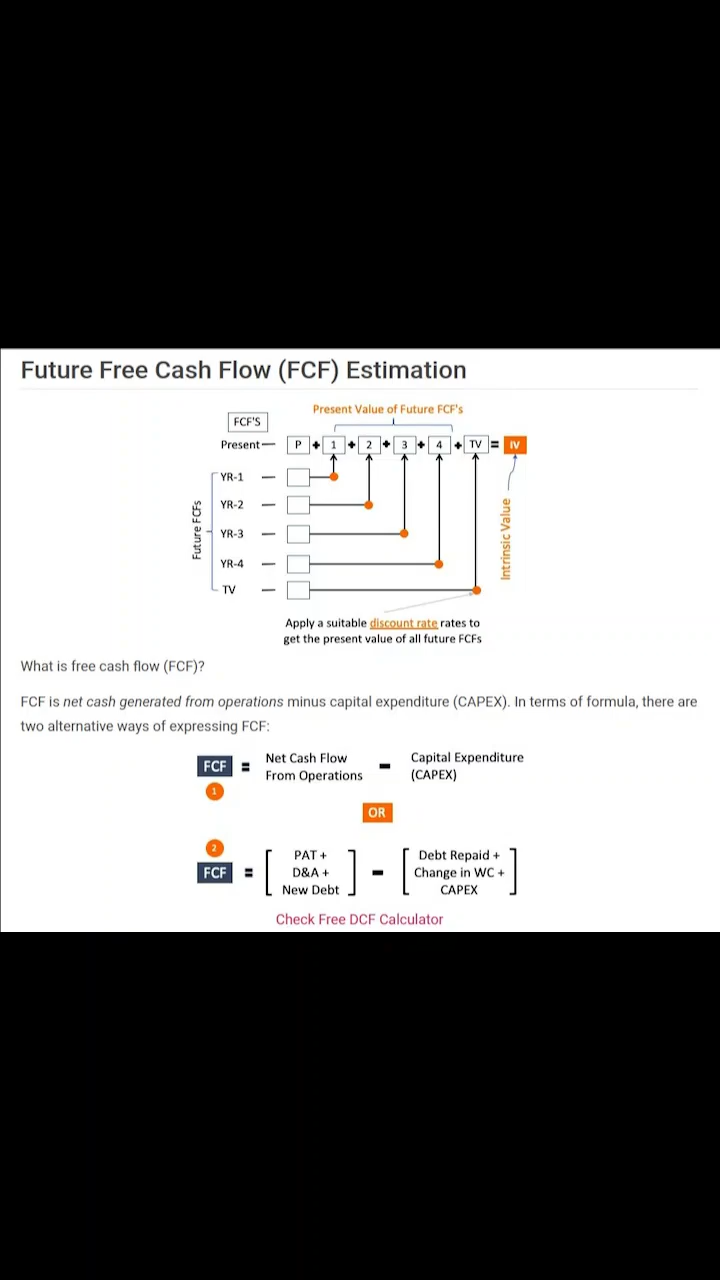 Future Free Cash Flow (FCF) Estimation
Present Value of Future FCF's
FCF'S
Present
P + 1 + 2 + 3 + 4 + TV = IV
YR-1
YR-2
YR-3
YR-4
TV
Future FCFs
Intrinsic Value
Apply a suitable discount rate rates to
get the present value of all future FCFs
What is free cash flow (FCF)?
FCF is net cash generated from operations minus capital expenditure (CAPEX). In terms of formula, there are
two alternative ways of expressing FCF:
FCF = Net Cash Flow - Capital Expenditure
From Operations (CAPEX)
1
OR
2
PAT + Debt Repaid +
FCF = [ D&A + ] - [ Change in WC + ]
New Debt CAPEX
Check Free DCF Calculator